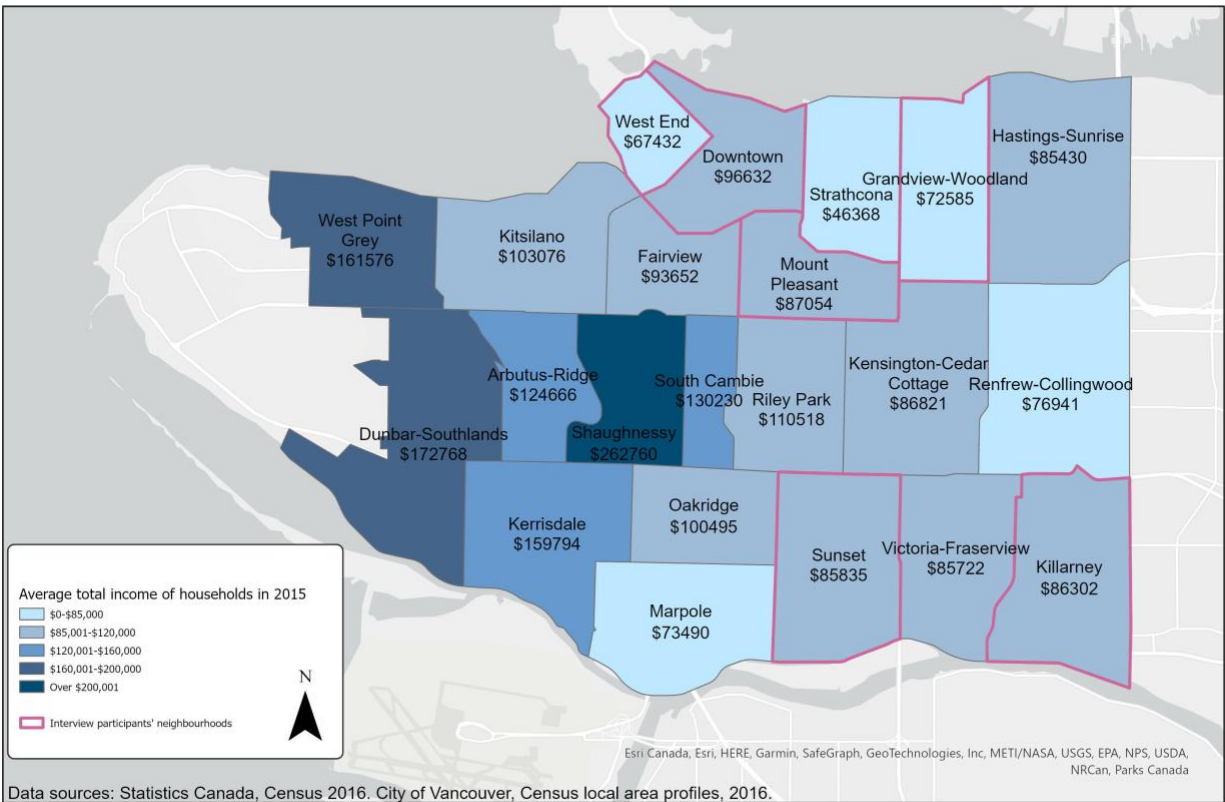 West End
$67432
Downtown
$96632
Strathcona
$46368
Grandview-Woodland
$72585
Hastings-Sunrise
$85430
West Point
Grey
$161576
Kitsilano
$103076
Fairview
$93652
Mount
Pleasant
$87054
Dunbar-Southlands
$172768
Arbutus-Ridge
$124666
Shaughnessy
$262760
South Cambie
$130230
Riley Park
$110518
Kensington-Cedar
Cottage
$86821
Renfrew-Collingwood
$76941
Kerrisdale
$159794
Oakridge
$100495
Marpole
$73490
Sunset
$85835
Victoria-Fraserview
$85722
Killarney
$86302
Average total income of households in 2015
$0-$85,000
$85,001-$120,000
$120,001-$160,000
$160,001-$200,000
Over $200,001
Interview participants' neighbourhoods
N
Esri Canada, Esri, HERE, Garmin, SafeGraph, GeoTechnologies, Inc, METI/NASA, USGS, EPA, NPS, USDA,
NRCan, Parks Canada
Data sources: Statistics Canada, Census 2016. City of Vancouver, Census local area profiles, 2016.